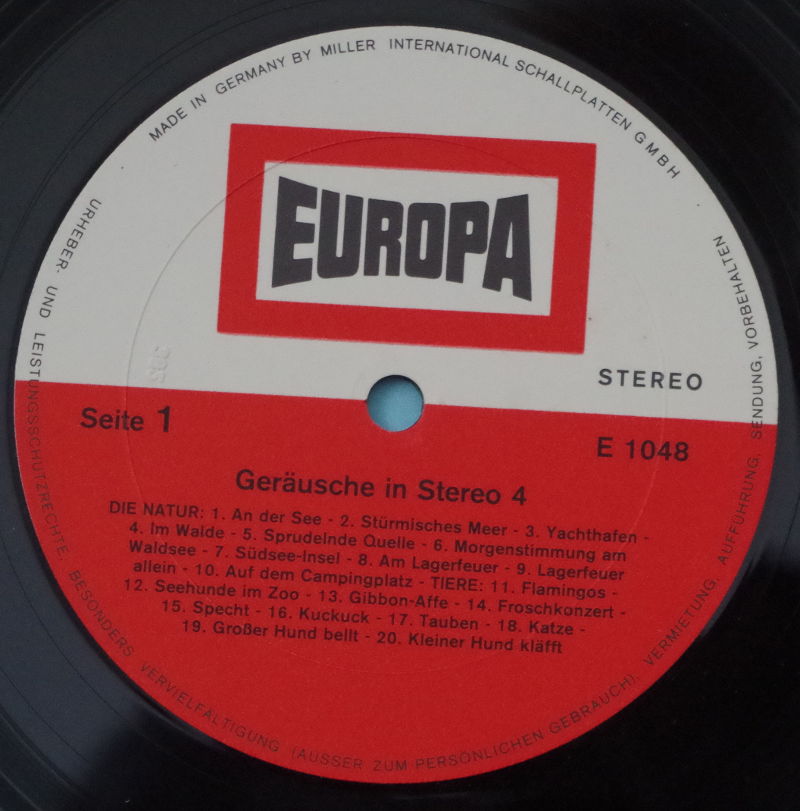 MADE IN GERMANY BY MILLER INTERNATIONAL SCHALLPLATTEN GMBH
EUROPA
STEREO
Seite 1
E 1048
Geräusche in Stereo 4
DIE NATUR: 1. An der See - 2. Stürmisches Meer - 3. Yachthafen -
4. Im Walde - 5. Sprudelnde Quelle - 6. Morgenstimmung am
Waldsee - 7. Südsee-Insel - 8. Am Lagerfeuer - 9. Lagerfeuer
allein - 10. Auf dem Campingplatz - TIERE: 11. Flamingos -
12. Seehunde im Zoo - 13. Gibbon-Affe - 14. Froschkonzert -
15. Specht - 16. Kuckuck - 17. Tauben - 18. Katze -
19. Großer Hund bellt - 20. Kleiner Hund kläfft
URHEBER- UND LEISTUNGSSCHUTZRECHTE, BESONDERS VERVIELFÄLTIGUNG (AUSSER ZUM PERSÖNLICHEN GEBRAUCH), VERMIETUNG, AUFFÜHRUNG, SENDUNG, VORBEHALTEN